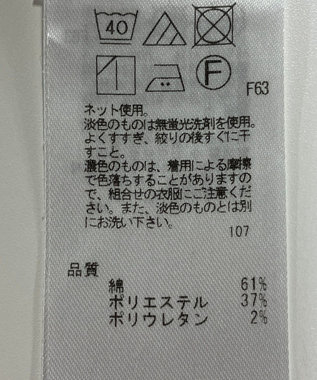 40
F
F63
ネット使用。
淡色のものは無蛍光洗剤を使用。
よくすすぎ、絞りの後すぐに干
すこと。
濃色のものは、着用による摩擦
で色落ちすることがありますの
で、組合せの衣服にご注意くだ
さい。また、淡色のものとは別
にお洗い下さい。
107
品質
綿 61%
ポリエステル 37%
ポリウレタン 2%